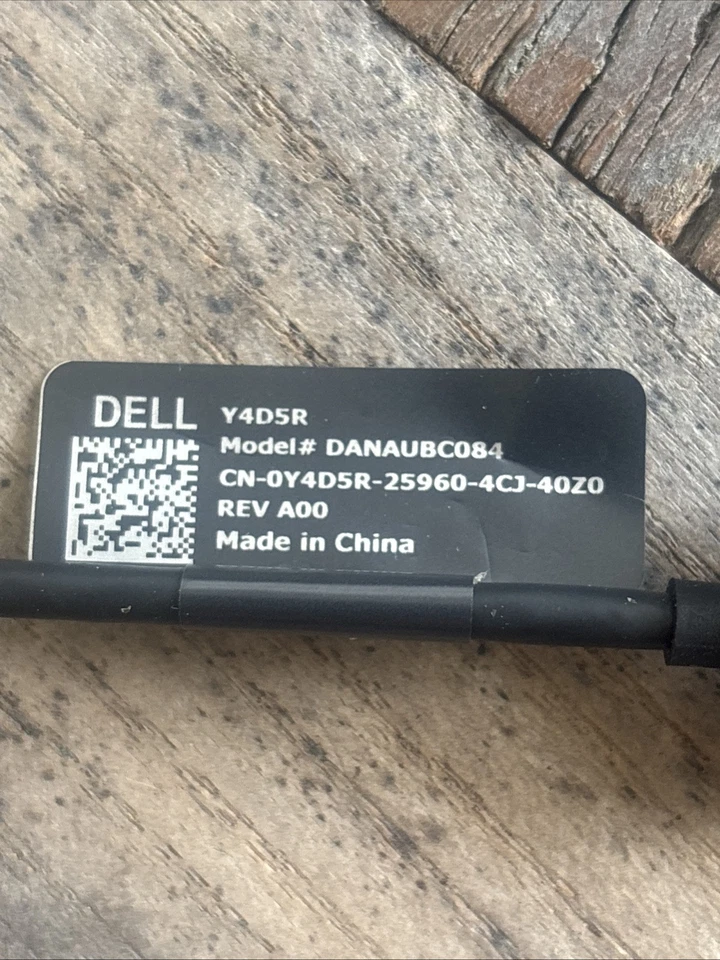 DELL
Y4D5R
Model# DANAUBC084
CN-0Y4D5R-25960-4CJ-40Z0
REV A00
Made in China